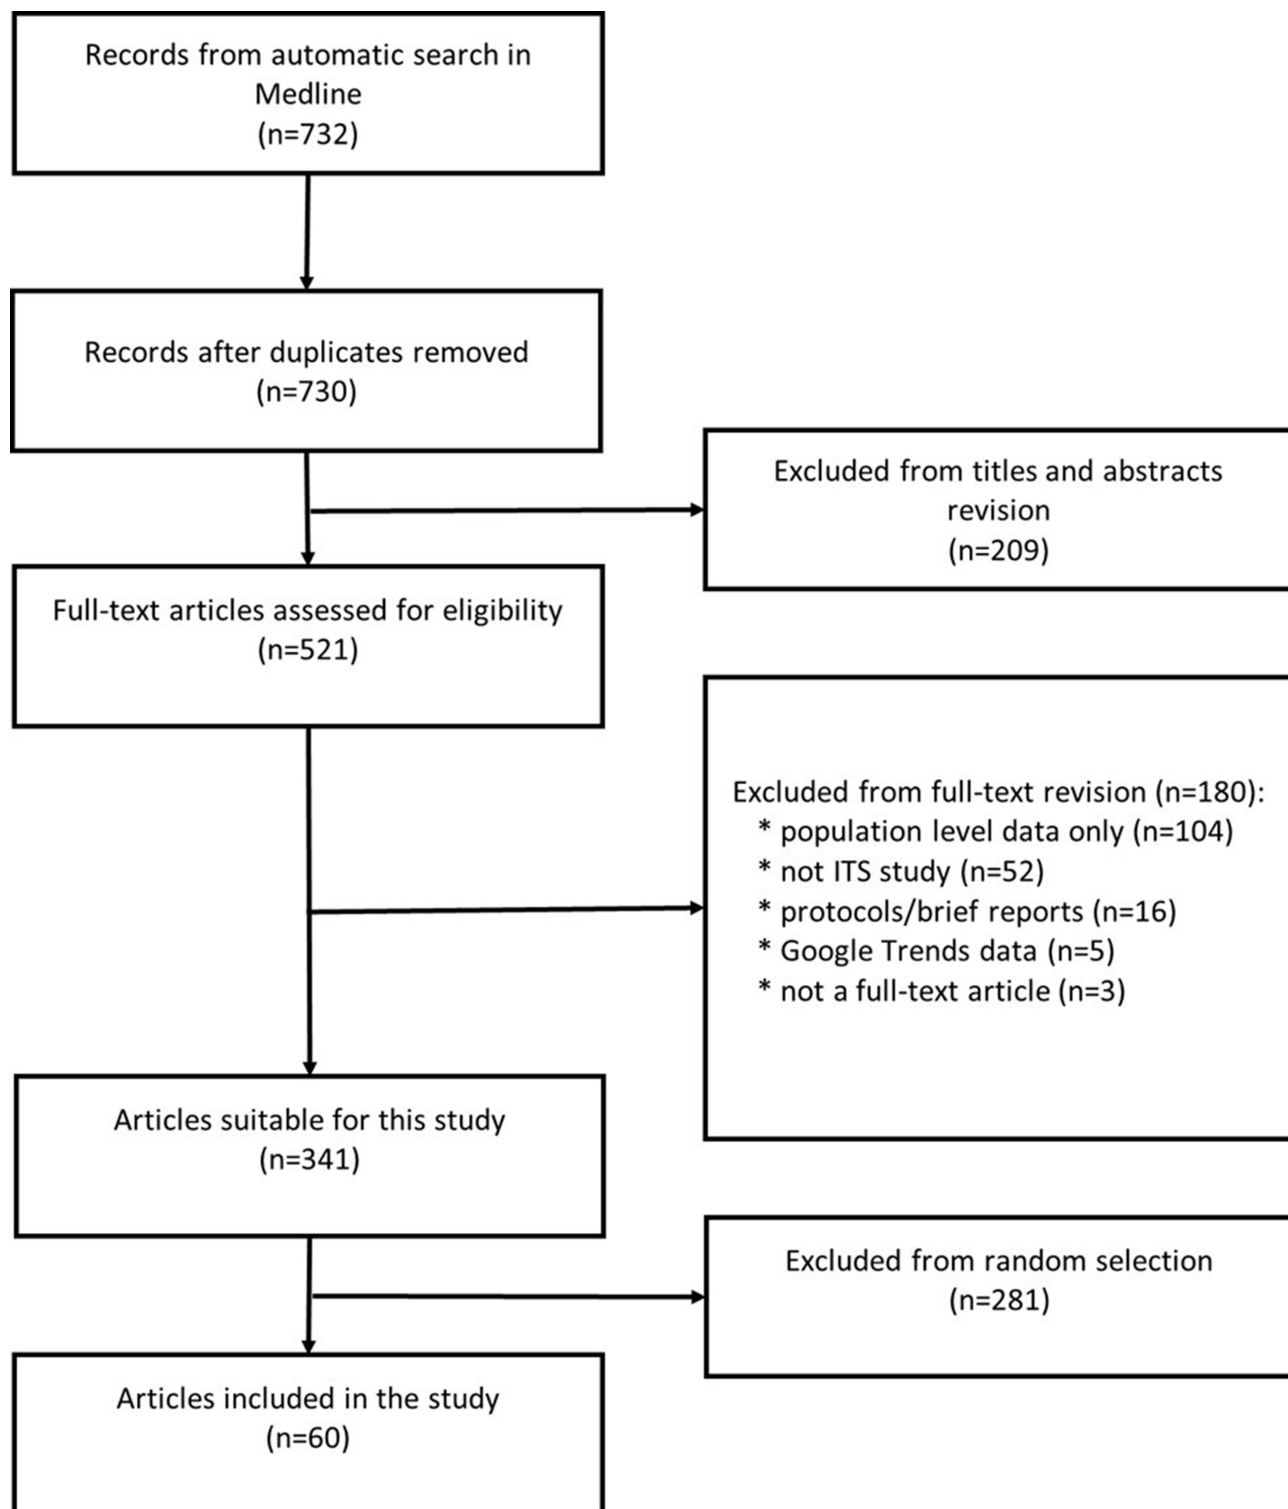 Records from automatic search in
Medline
(n=732)
Records after duplicates removed
(n=730)
Excluded from titles and abstracts
revision
(n=209)
Full-text articles assessed for eligibility
(n=521)
Excluded from full-text revision (n=180):
* population level data only (n=104)
* not ITS study (n=52)
* protocols/brief reports (n=16)
* Google Trends data (n=5)
* not a full-text article (n=3)
Articles suitable for this study
(n=341)
Excluded from random selection
(n=281)
Articles included in the study
(n=60)